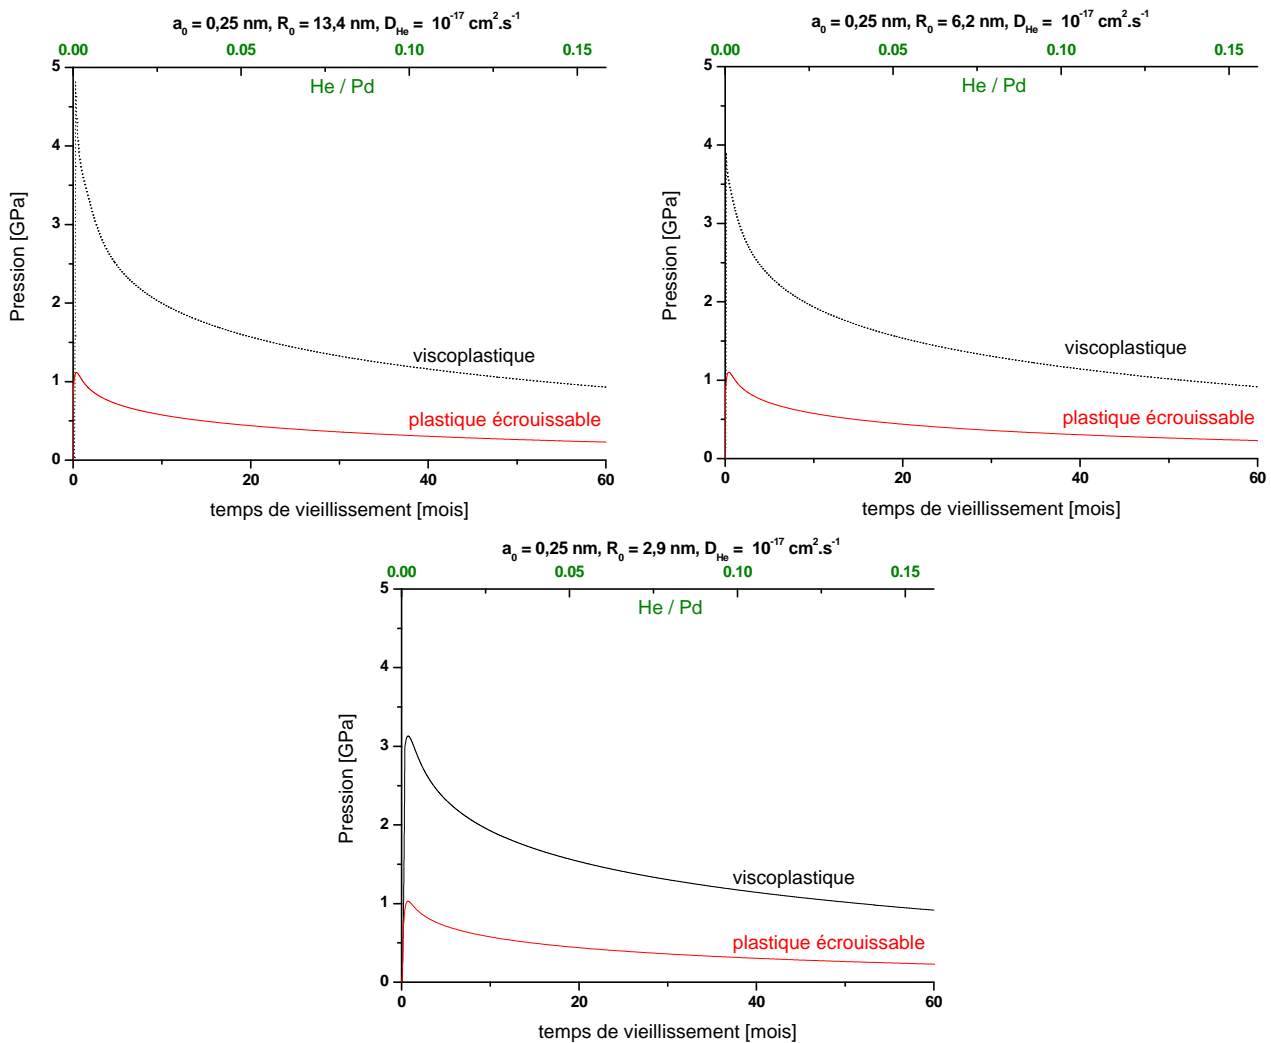 a₀ = 0,25 nm, R₀ = 13,4 nm, D_He = 10⁻¹⁷ cm².s⁻¹
0.00 0.05 0.10 0.15
He / Pd
5
4
3
2
1
0
Pression [GPa]
viscoplastique
plastique écrouissable
0 20 40 60
temps de vieillissement [mois]
a₀ = 0,25 nm, R₀ = 6,2 nm, D_He = 10⁻¹⁷ cm².s⁻¹
0.00 0.05 0.10 0.15
He / Pd
5
4
3
2
1
0
Pression [GPa]
viscoplastique
plastique écrouissable
0 20 40 60
temps de vieillissement [mois]
a₀ = 0,25 nm, R₀ = 2,9 nm, D_He = 10⁻¹⁷ cm².s⁻¹
0.00 0.05 0.10 0.15
He / Pd
5
4
3
2
1
0
Pression [GPa]
viscoplastique
plastique écrouissable
0 20 40 60
temps de vieillissement [mois]